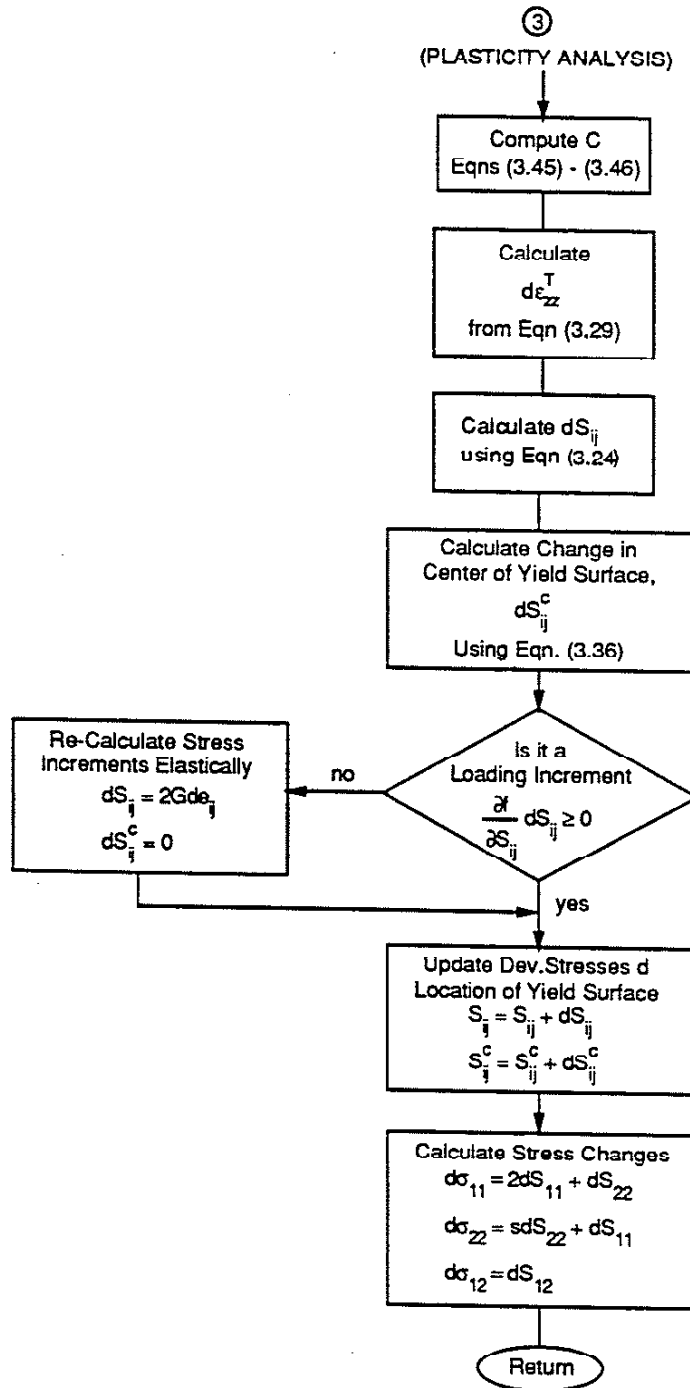 3
(PLASTICITY ANALYSIS)
Compute C
Eqns (3.45) - (3.46)
Calculate
dε^T_zz
from Eqn (3.29)
Calculate dS_ij
using Eqn (3.24)
Calculate Change in
Center of Yield Surface,
dS^c_ij
Using Eqn. (3.36)
Is it a
Loading Increment
∂f/∂S_ij dS_ij ≥ 0
no
Re-Calculate Stress
Increments Elastically
dS_ij = 2Gde_ij
dS^c_ij = 0
yes
Update Dev.Stresses d
Location of Yield Surface
S_ij = S_ij + dS_ij
S^c_ij = S^c_ij + dS^c_ij
Calculate Stress Changes
dσ_11 = 2dS_11 + dS_22
dσ_22 = sdS_22 + dS_11
dσ_12 = dS_12
Return